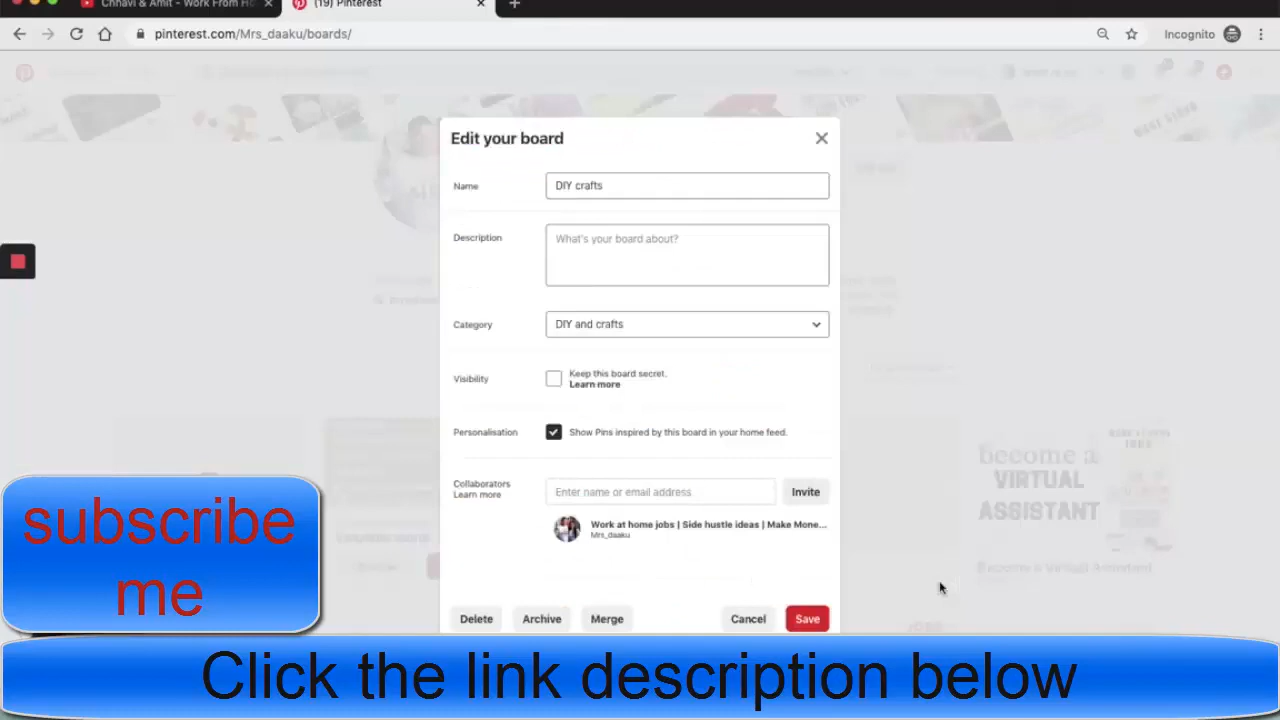 Chhavi & Amit - Work From Ho
(19) Pinterest
pinterest.com/Mrs_daaku/boards/
Incognito
Edit your board
Name
DIY crafts
Description
What's your board about?
Category
DIY and crafts
Visibility
Keep this board secret.
Learn more
Personalisation
Show Pins inspired by this board in your home feed.
Collaborators
Learn more
Enter name or email address
Invite
Work at home jobs | Side hustle ideas | Make Mone...
Mrs_daaku
become a
VIRTUAL
ASSISTANT
Become a Virtual Assistant
Delete
Archive
Merge
Cancel
Save
subscribe
me
Click the link description below